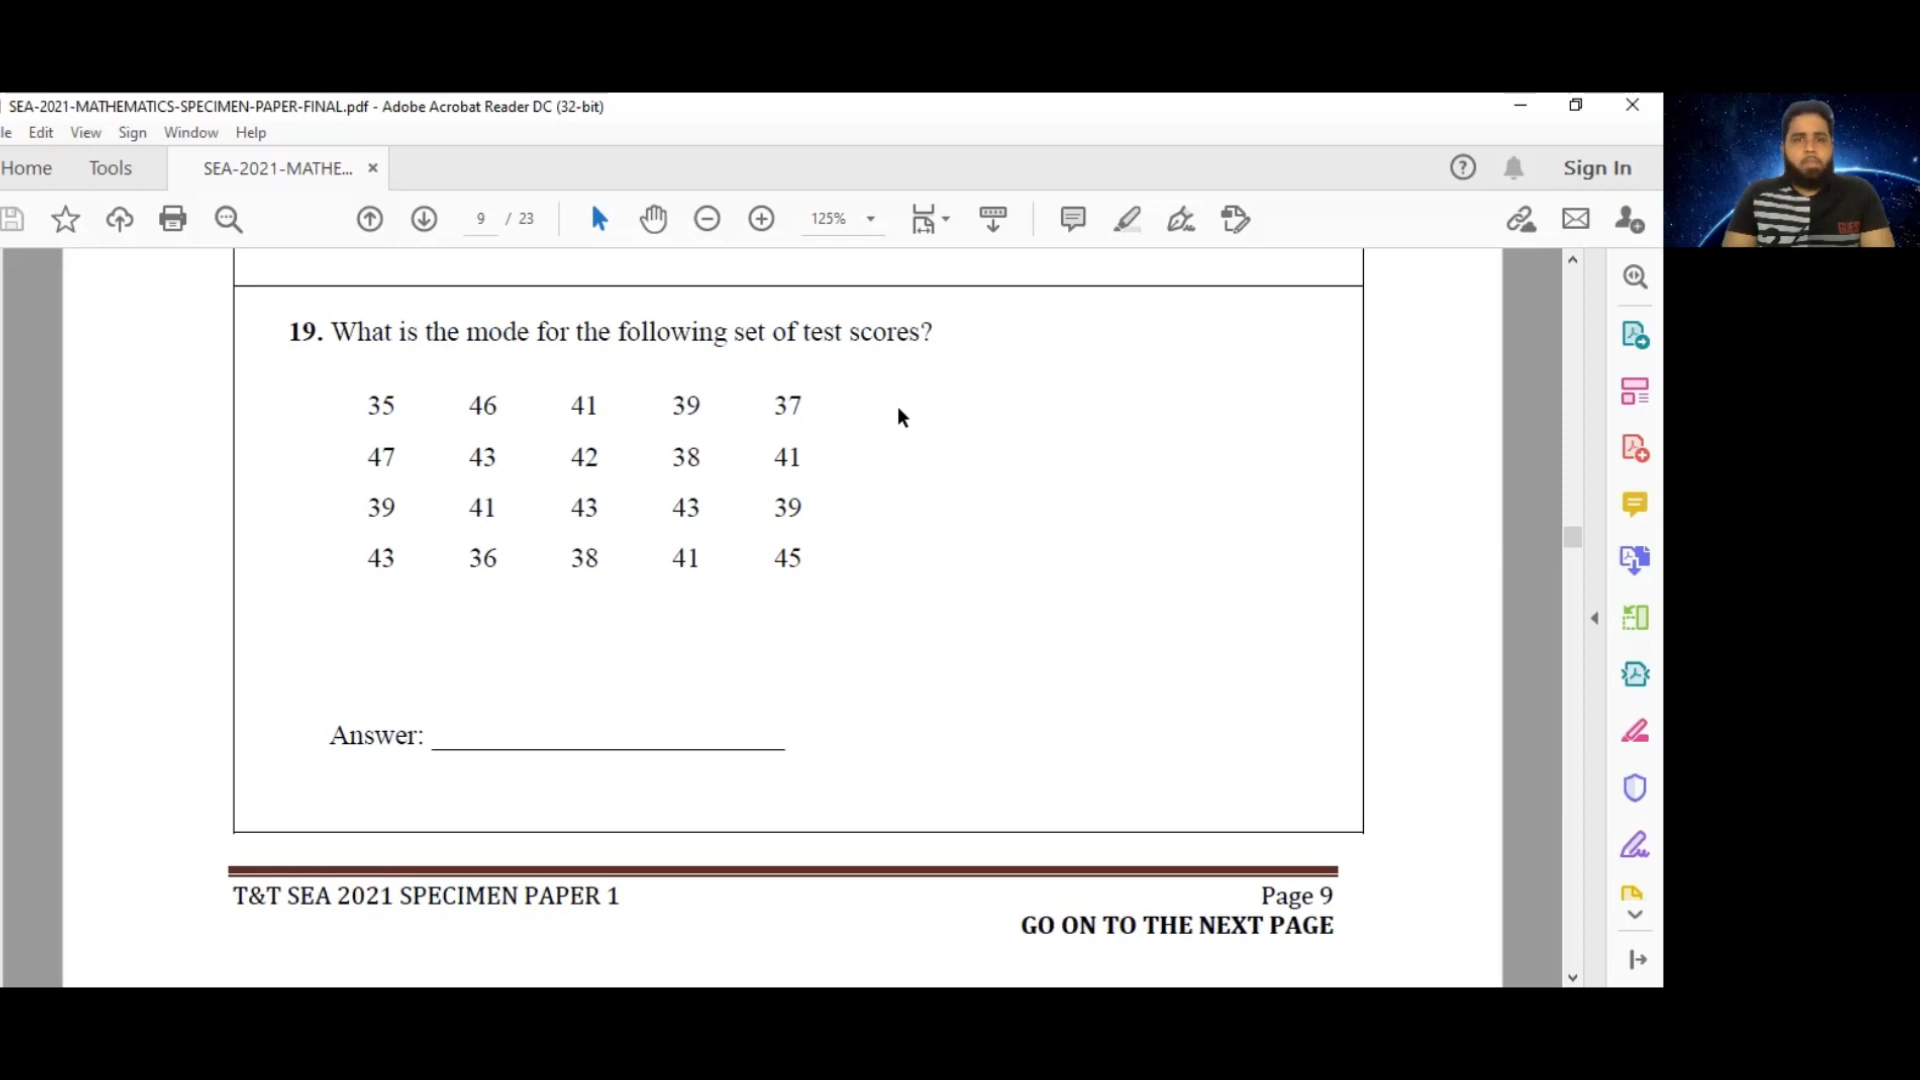 SEA-2021-MATHEMATICS-SPECIMEN-PAPER-FINAL.pdf - Adobe Acrobat Reader DC (32-bit)
le Edit View Sign Window Help
Home Tools SEA-2021-MATHE... × Sign In
9 / 23 125%
19. What is the mode for the following set of test scores?
35 46 41 39 37
47 43 42 38 41
39 41 43 43 39
43 36 38 41 45
Answer: ____________________
T&T SEA 2021 SPECIMEN PAPER 1 Page 9
GO ON TO THE NEXT PAGE
GUESS